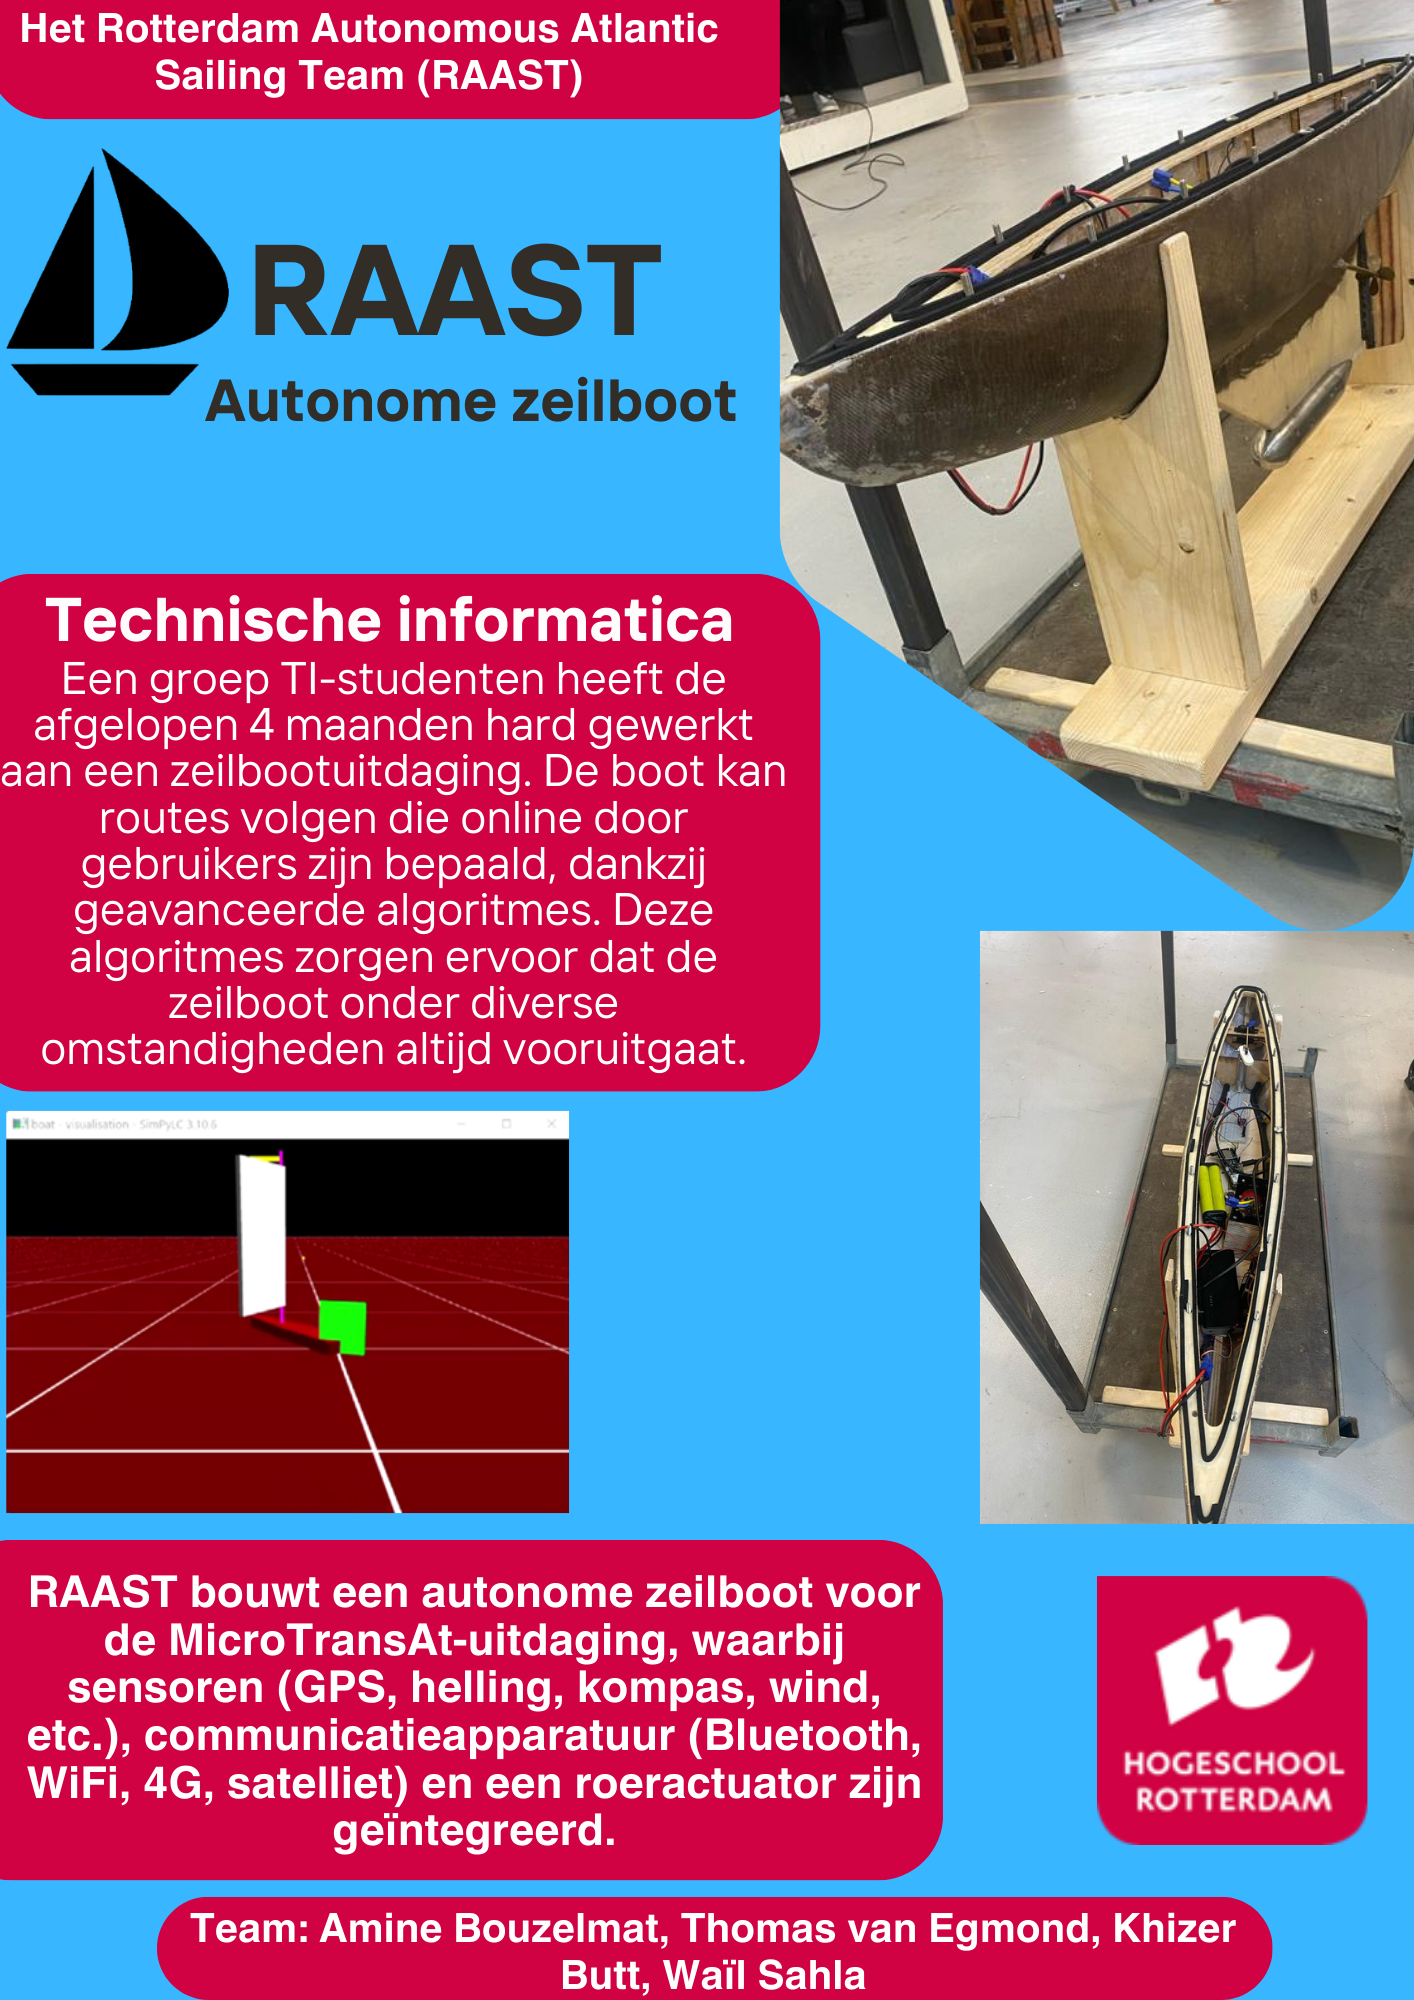 Het Rotterdam Autonomous Atlantic
Sailing Team (RAAST)
RAAST
Autonome zeilboot
Technische informatica
Een groep TI-studenten heeft de
afgelopen 4 maanden hard gewerkt
aan een zeilbootuitdaging. De boot kan
routes volgen die online door
gebruikers zijn bepaald, dankzij
geavanceerde algoritmes. Deze
algoritmes zorgen ervoor dat de
zeilboot onder diverse
omstandigheden altijd vooruitgaat.
boat - visualisation - SimPyLC 3.10.6
RAAST bouwt een autonome zeilboot voor
de MicroTransAt-uitdaging, waarbij
sensoren (GPS, helling, kompas, wind,
etc.), communicatieapparatuur (Bluetooth,
WiFi, 4G, satelliet) en een roeractuator zijn
geïntegreerd.
HOGESCHOOL
ROTTERDAM
Team: Amine Bouzelmat, Thomas van Egmond, Khizer
Butt, Waïl Sahla